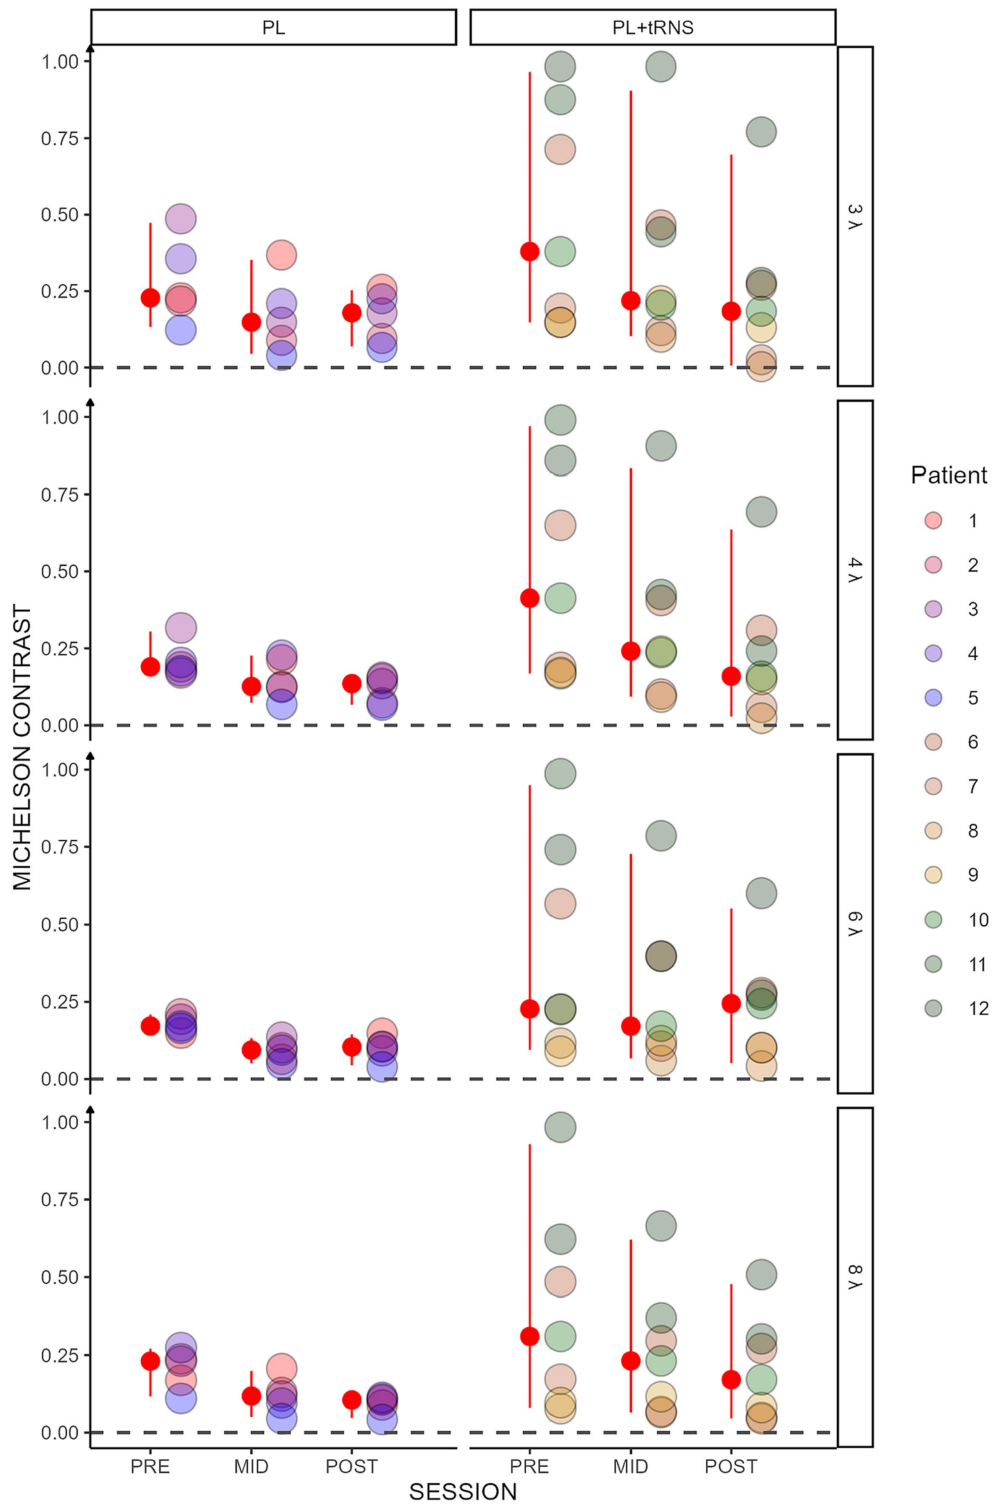 PL
PL+tRNS
MICHELSON CONTRAST
1.00
0.75
0.50
0.25
0.00
3 λ
1.00
0.75
0.50
0.25
0.00
4 λ
1.00
0.75
0.50
0.25
0.00
6 λ
1.00
0.75
0.50
0.25
0.00
8 λ
PRE
MID
POST
PRE
MID
POST
SESSION
Patient
1
2
3
4
5
6
7
8
9
10
11
12